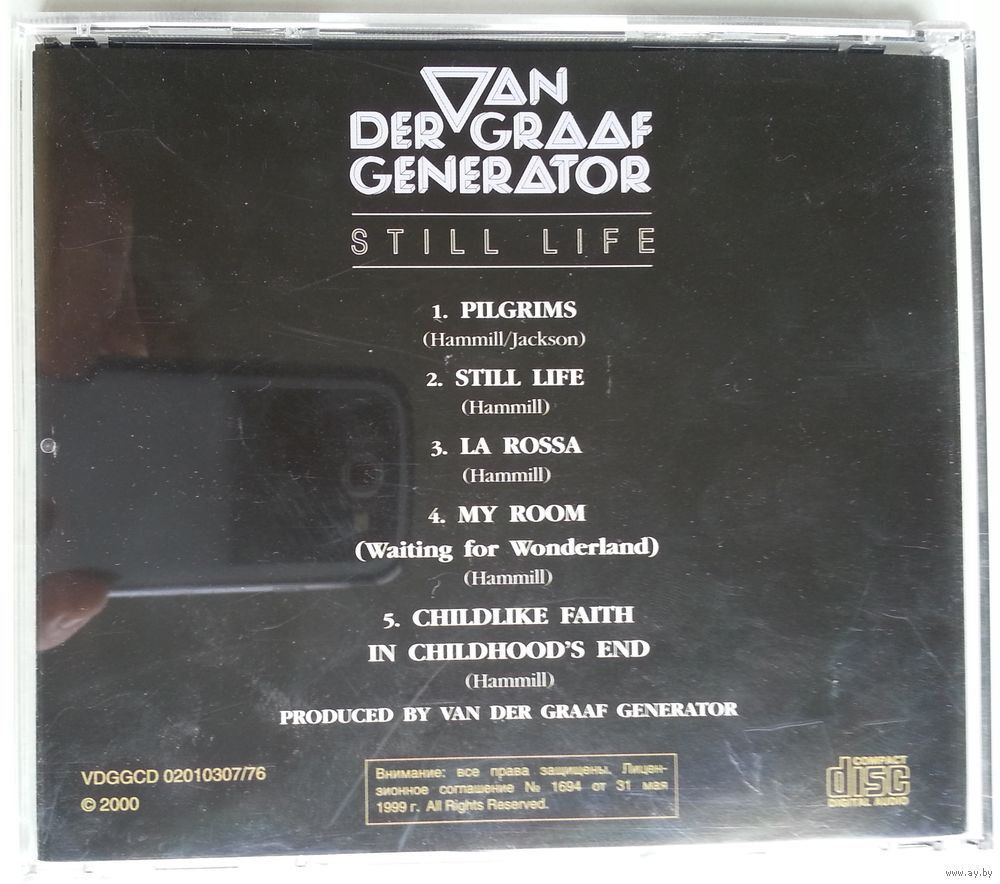 VAN
DER GRAAF
GENERATOR
STILL LIFE
1. PILGRIMS
(Hammill/Jackson)
2. STILL LIFE
(Hammill)
3. LA ROSSA
(Hammill)
4. MY ROOM
(Waiting for Wonderland)
(Hammill)
5. CHILDLIKE FAITH
IN CHILDHOOD'S END
(Hammill)
PRODUCED BY VAN DER GRAAF GENERATOR
VDGGCD 02010307/76
© 2000
Внимание: все права защищены. Лицен-
зионное соглашение № 1694 от 31 мая
1999 г. All Rights Reserved.
COMPACT
disc
DIGITAL AUDIO
www.ay.by